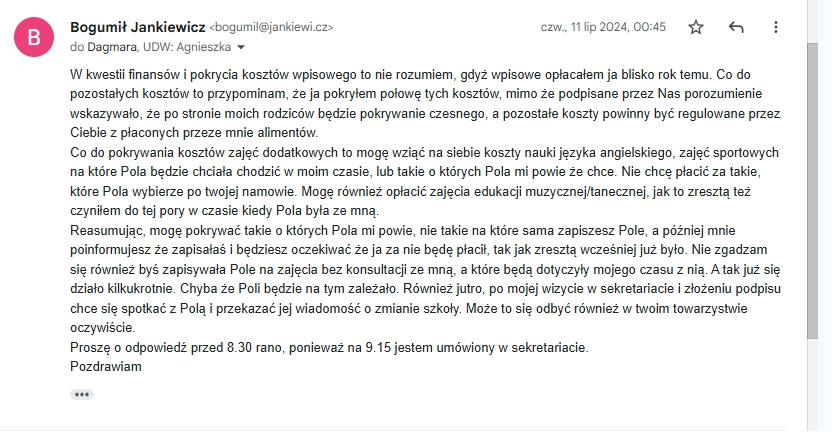 B
Bogumił Jankiewicz <bogumil@jankiewi.cz>
czw., 11 lip 2024, 00:45
do Dagmara, UDW: Agnieszka
W kwestii finansów i pokrycia kosztów wpisowego to nie rozumiem, gdyż wpisowe opłacałem ja blisko rok temu. Co do
pozostałych kosztów to przypominam, że ja pokryłem połowę tych kosztów, mimo że podpisane przez Nas porozumienie
wskazywało, że po stronie moich rodziców będzie pokrywanie czesnego, a pozostałe koszty powinny być regulowane przez
Ciebie z płaconych przeze mnie alimentów.
Co do pokrywania kosztów zajęć dodatkowych to mogę wziąć na siebie koszty nauki języka angielskiego, zajęć sportowych
na które Pola będzie chciała chodzić w moim czasie, lub takie o których Pola mi powie że chce. Nie chcę płacić za takie,
które Pola wybierze po twojej namowie. Mogę również opłacić zajęcia edukacji muzycznej/tanecznej, jak to zresztą też
czyniłem do tej pory w czasie kiedy Pola była ze mną.
Reasumując, mogę pokrywać takie o których Pola mi powie, nie takie na które sama zapiszesz Pole, a później mnie
poinformujesz że zapisałaś i będziesz oczekiwać że ja za nie będę płacił, tak jak zresztą wcześniej już było. Nie zgadzam
się również byś zapisywała Pole na zajęcia bez konsultacji ze mną, a które będą dotyczyły mojego czasu z nią. A tak już się
działo kilkukrotnie. Chyba że Poli będzie na tym zależało. Również jutro, po mojej wizycie w sekretariacie i złożeniu podpisu
chce się spotkać z Polą i przekazać jej wiadomość o zmianie szkoły. Może to się odbyć również w twoim towarzystwie
oczywiście.
Proszę o odpowiedź przed 8.30 rano, ponieważ na 9.15 jestem umówiony w sekretariacie.
Pozdrawiam